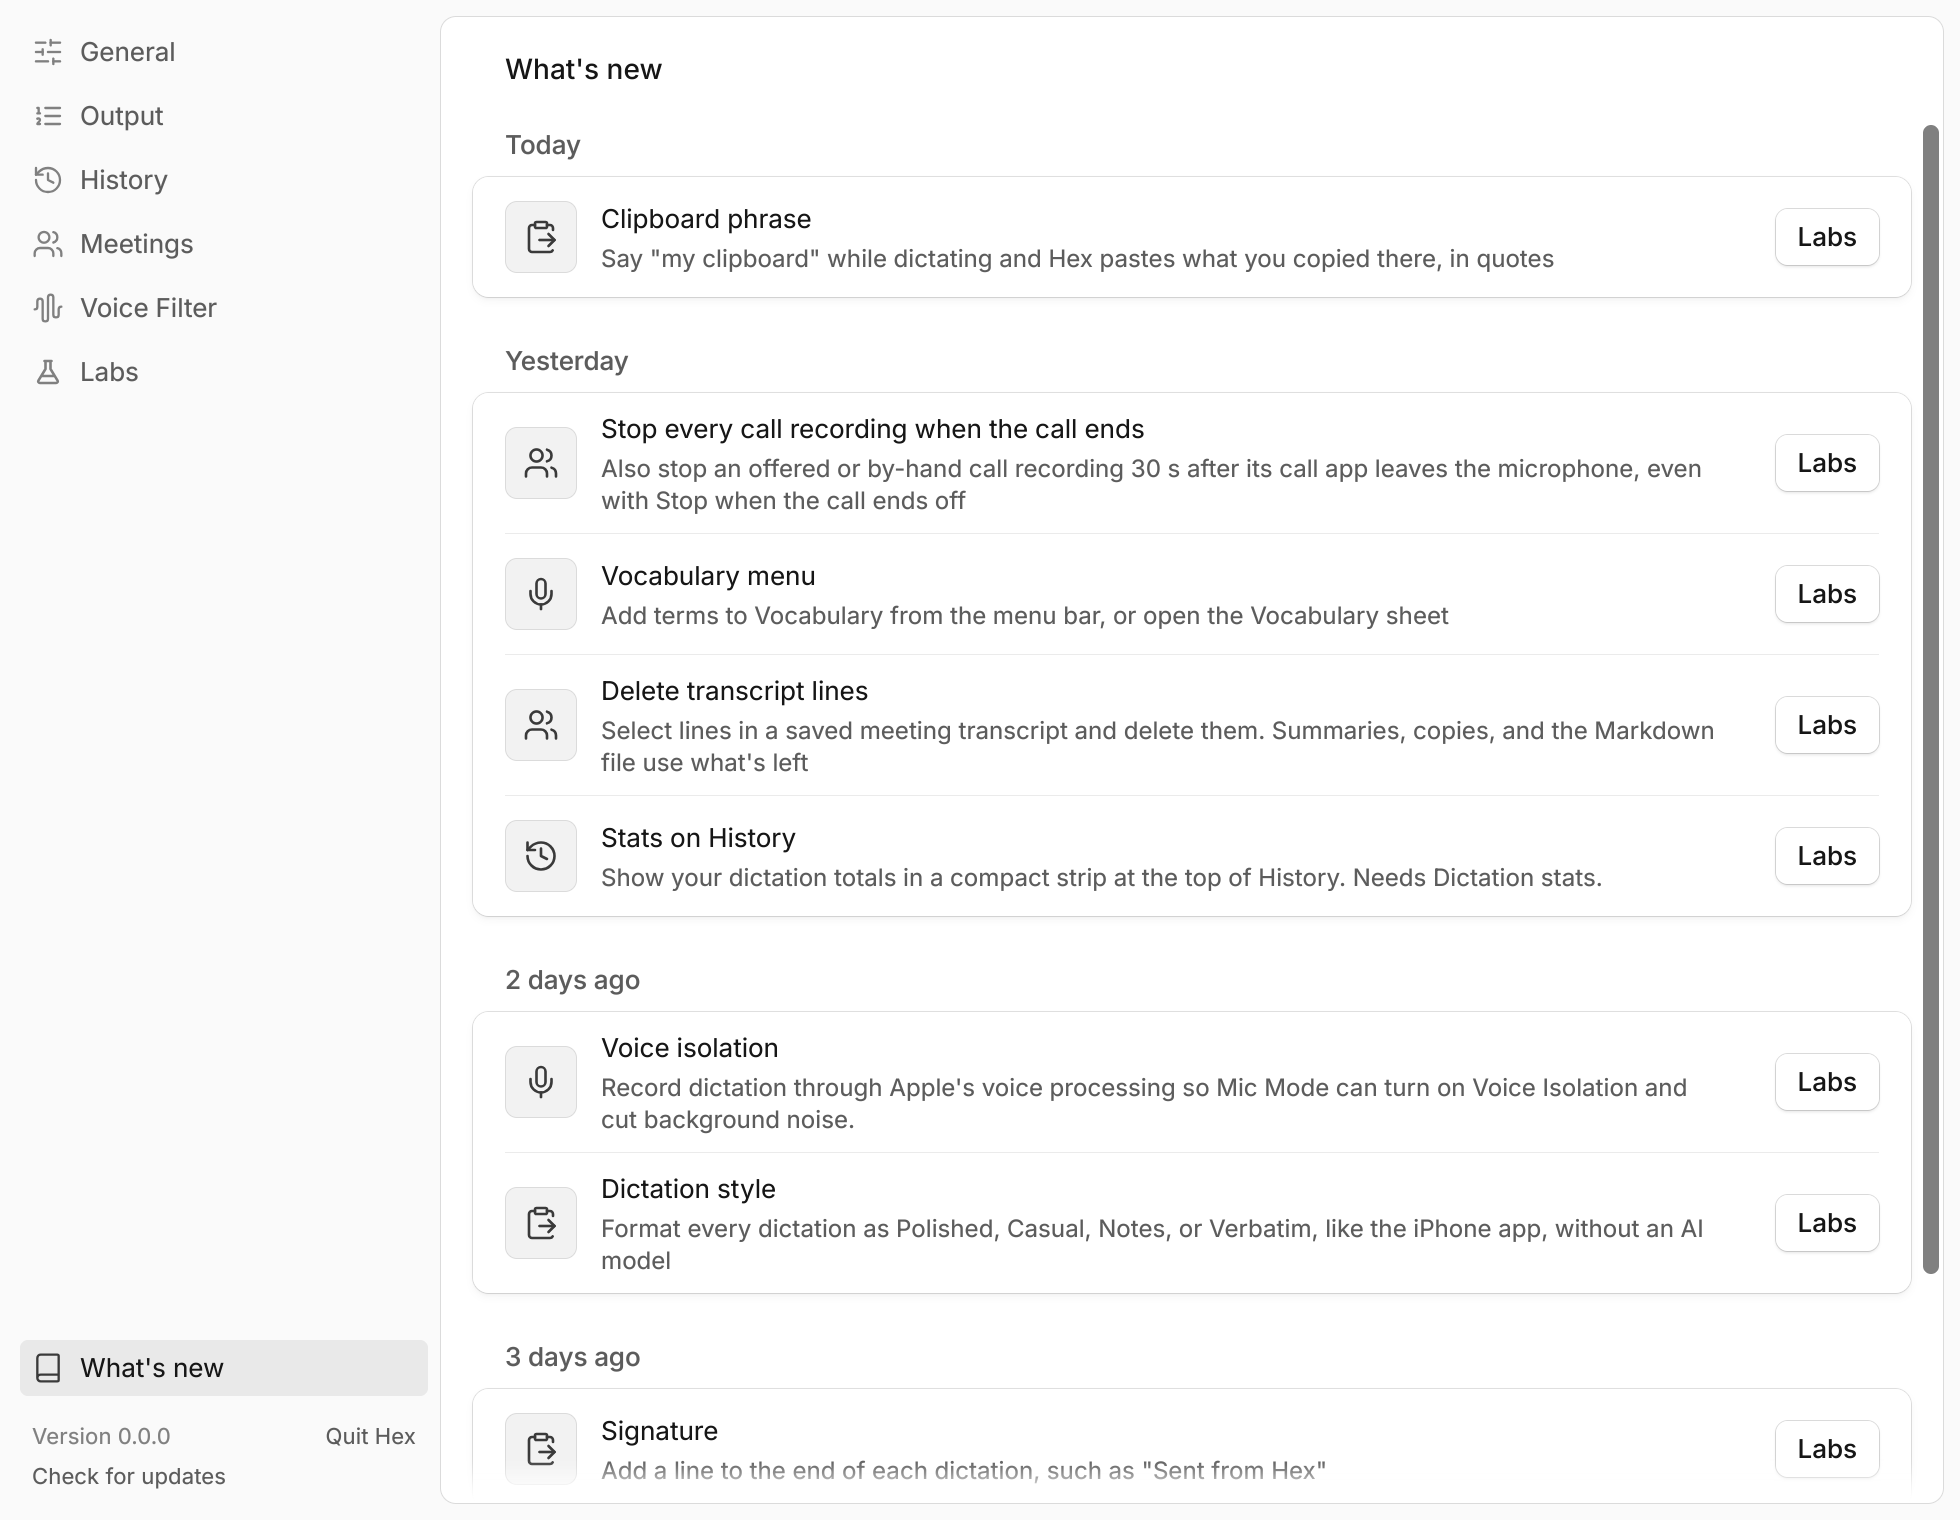 General
Output
History
Meetings
Voice Filter
Labs
What's new
Version 0.0.0
Quit Hex
Check for updates
What's new
Today
Clipboard phrase
Say "my clipboard" while dictating and Hex pastes what you copied there, in quotes
Labs
Yesterday
Stop every call recording when the call ends
Also stop an offered or by-hand call recording 30 s after its call app leaves the microphone, even
with Stop when the call ends off
Labs
Vocabulary menu
Add terms to Vocabulary from the menu bar, or open the Vocabulary sheet
Labs
Delete transcript lines
Select lines in a saved meeting transcript and delete them. Summaries, copies, and the Markdown
file use what's left
Labs
Stats on History
Show your dictation totals in a compact strip at the top of History. Needs Dictation stats.
Labs
2 days ago
Voice isolation
Record dictation through Apple's voice processing so Mic Mode can turn on Voice Isolation and
cut background noise.
Labs
Dictation style
Format every dictation as Polished, Casual, Notes, or Verbatim, like the iPhone app, without an AI
model
Labs
3 days ago
Signature
Add a line to the end of each dictation, such as "Sent from Hex"
Labs